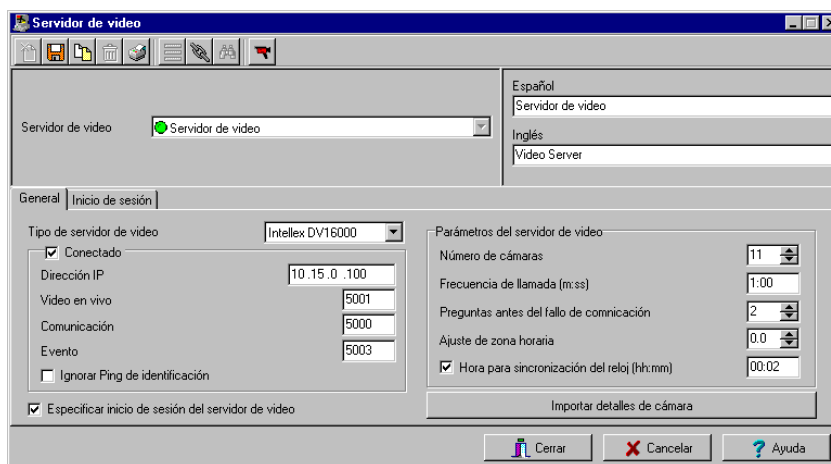 Servidor de video
Español
Servidor de video
Servidor de video
Servidor de video
Inglés
Video Server
General
Inicio de sesión
Tipo de servidor de video
Intellex DV16000
Conectado
Dirección IP
10 .15 .0 .100
Video en vivo
5001
Comunicación
5000
Evento
5003
Ignorar Ping de identificación
Especificar inicio de sesión del servidor de video
Parámetros del servidor de video
Número de cámaras
11
Frecuencia de llamada (m:ss)
1:00
Preguntas antes del fallo de comnicación
2
Ajuste de zona horaria
0.0
Hora para sincronización del reloj (hh:mm)
00:02
Importar detalles de cámara
Cerrar
Cancelar
Ayuda